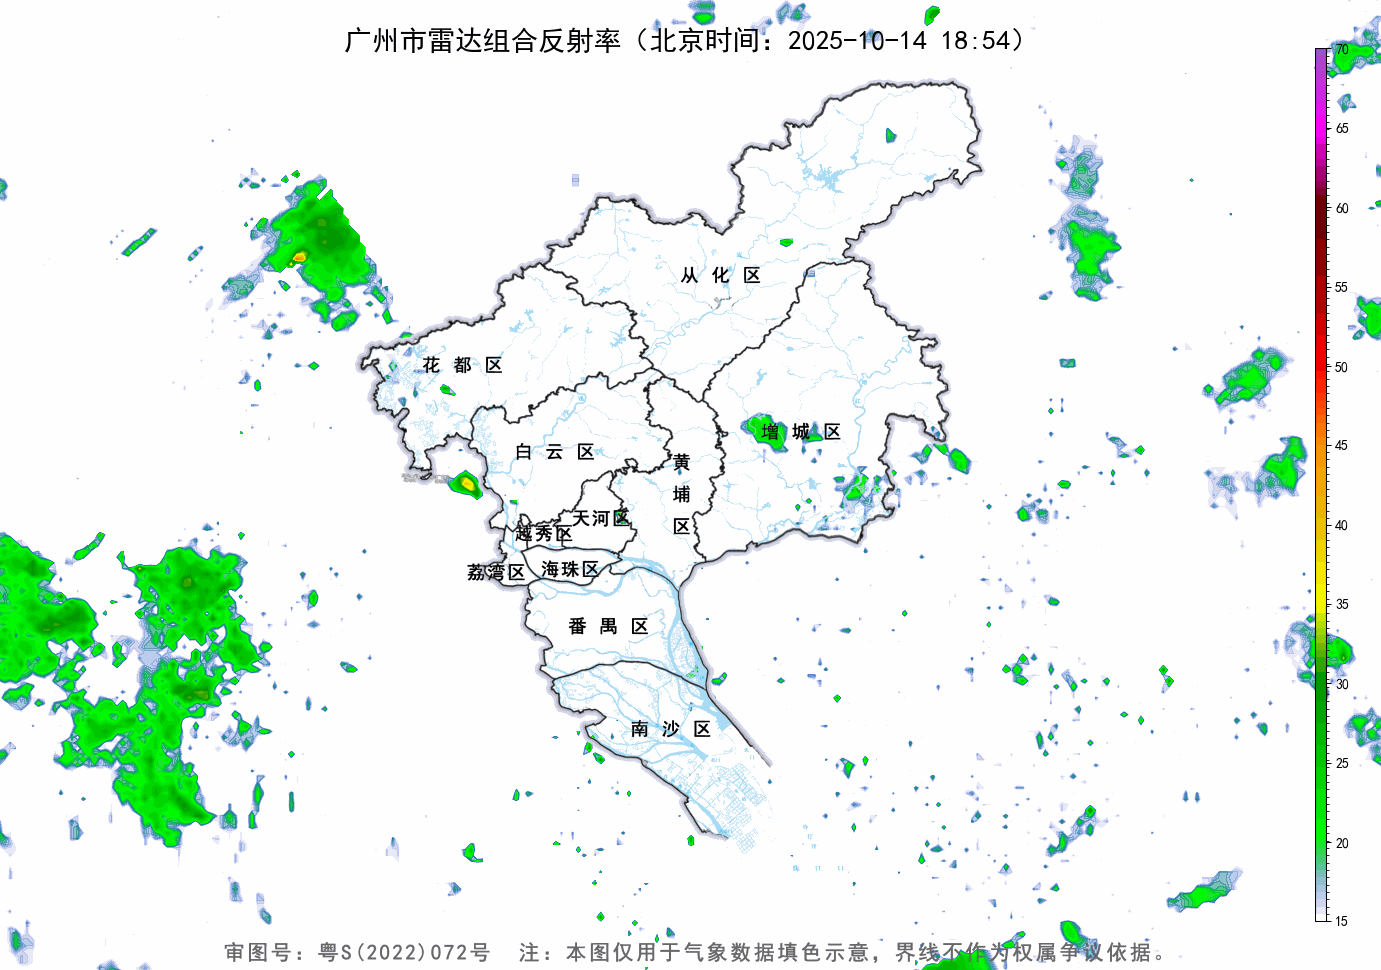 广州市雷达组合反射率（北京时间：2025-10-14 18:54）
70
65
60
55
50
45
40
35
30
25
20
15
从化区
花都区
增城区
白云区
黄埔区
天河区
越秀区
荔湾区
海珠区
番禺区
南沙区
审图号：粤S(2022)072号 注：本图仅用于气象数据填色示意，界线不作为权属争议依据。